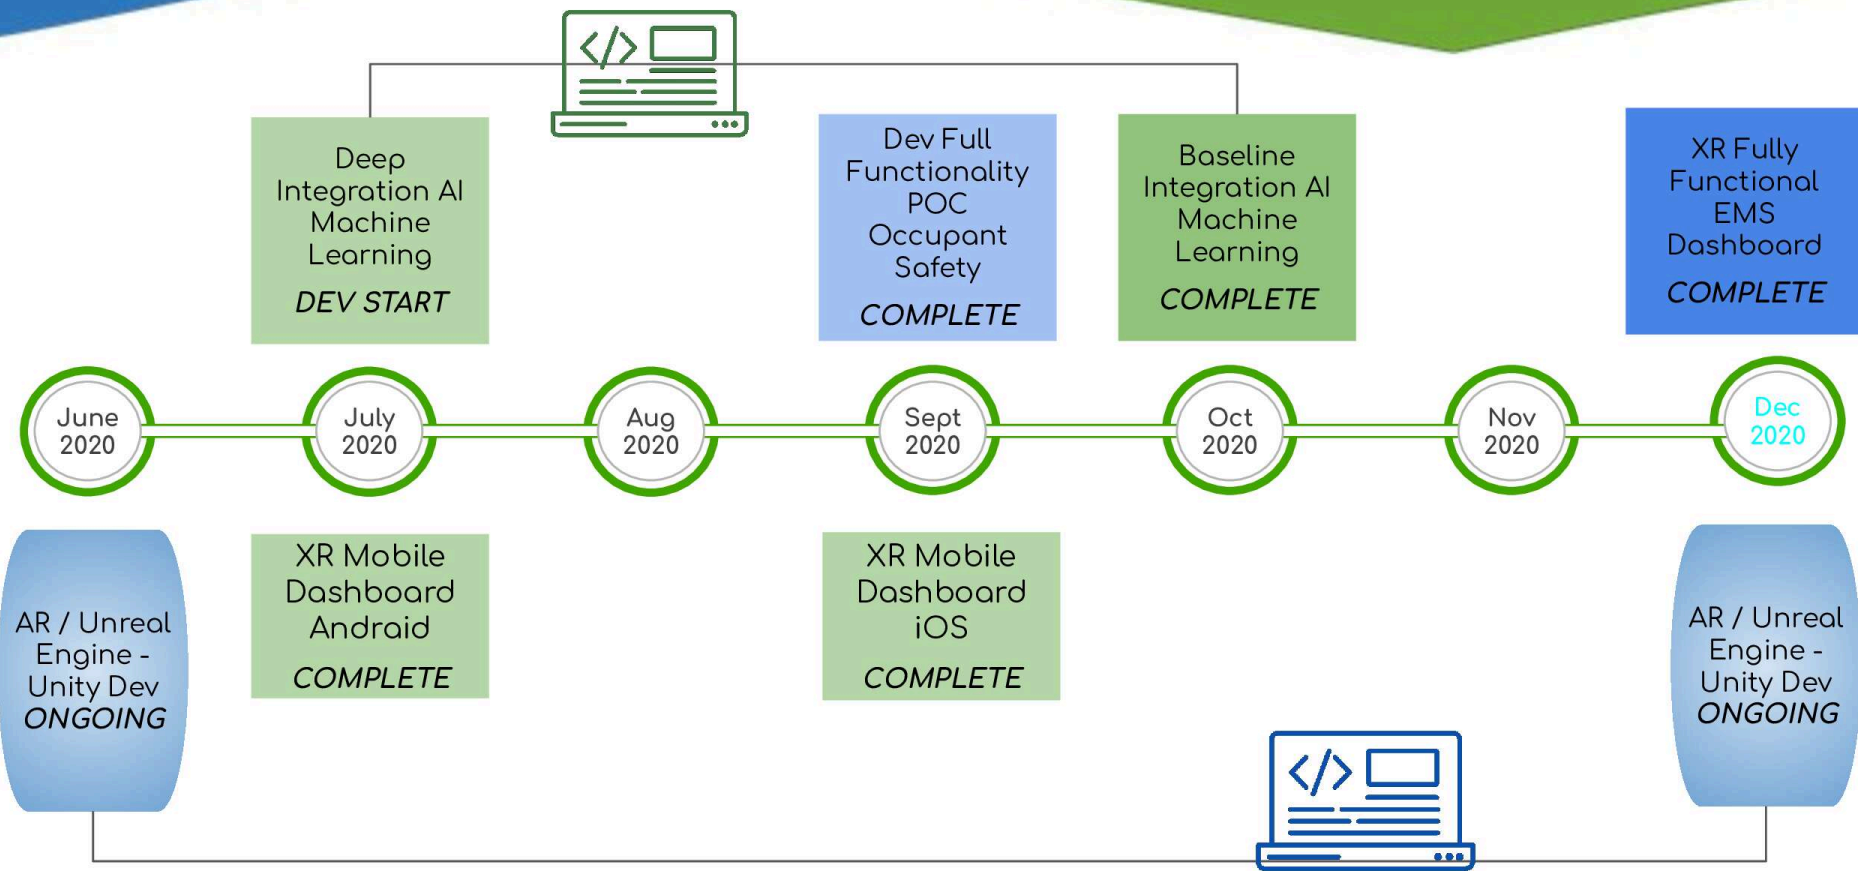 Deep
Integration AI
Machine
Learning
DEV START
Dev Full
Functionality
POC
Occupant
Safety
COMPLETE
Baseline
Integration AI
Machine
Learning
COMPLETE
XR Fully
Functional
EMS
Dashboard
COMPLETE
June
2020
July
2020
Aug
2020
Sept
2020
Oct
2020
Nov
2020
Dec
2020
AR / Unreal
Engine -
Unity Dev
ONGOING
XR Mobile
Dashboard
Andraid
COMPLETE
XR Mobile
Dashboard
iOS
COMPLETE
AR / Unreal
Engine -
Unity Dev
ONGOING